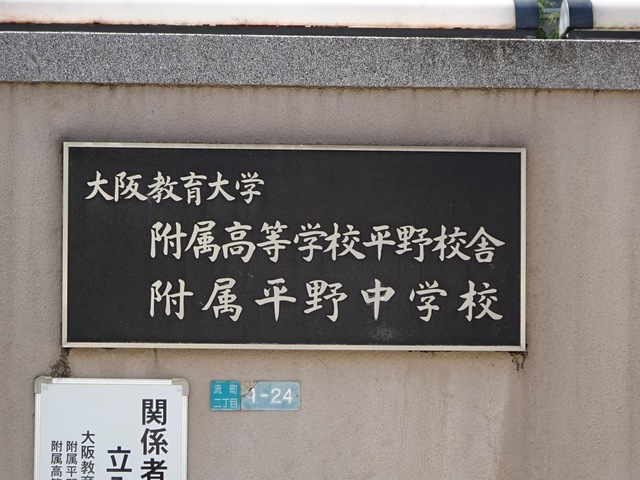 大阪教育大学
附属高等学校平野校舎
附属平野中学校
流町
二丁目
1-24
関係者
立
大阪教育
附属平野
附属高等